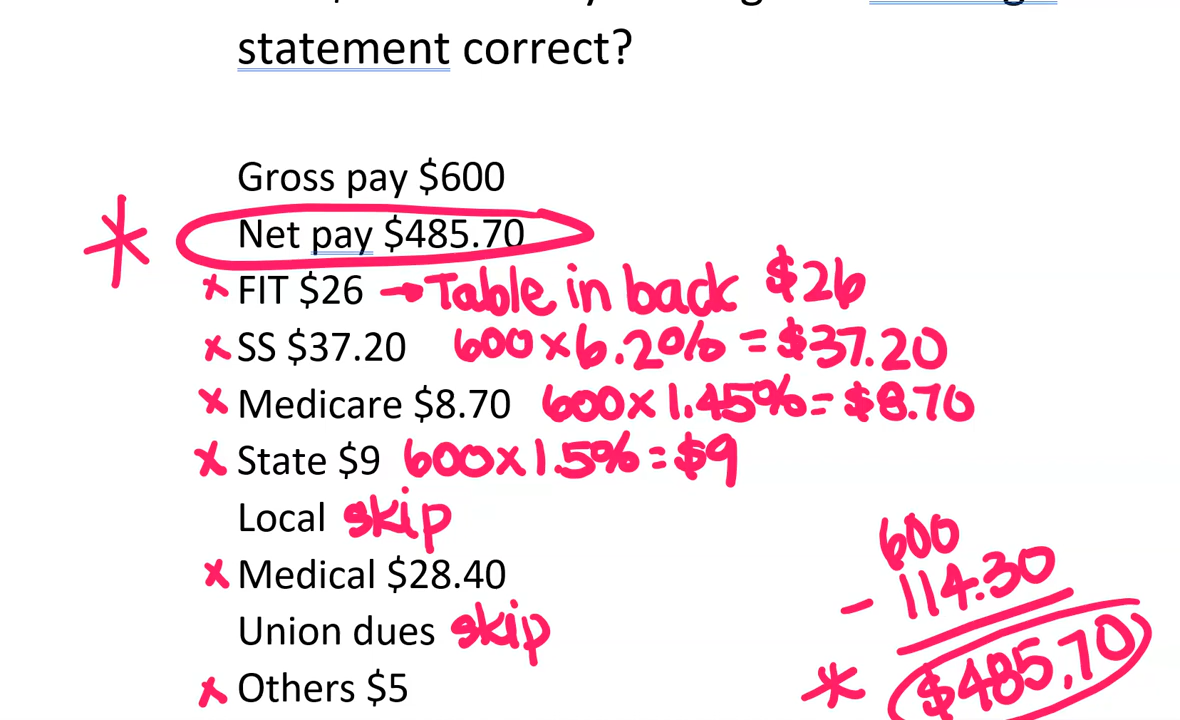 statement correct?
Gross pay $600
Net pay $485.70
FIT $26 → Table in back $26
SS $37.20 600 x 6.20% = $37.20
Medicare $8.70 600 x 1.45% = $8.70
State $9 600 x 1.5% = $9
Local skip
600
Medical $28.40
- 114.30
Union dues skip
* $485.70
Others $5